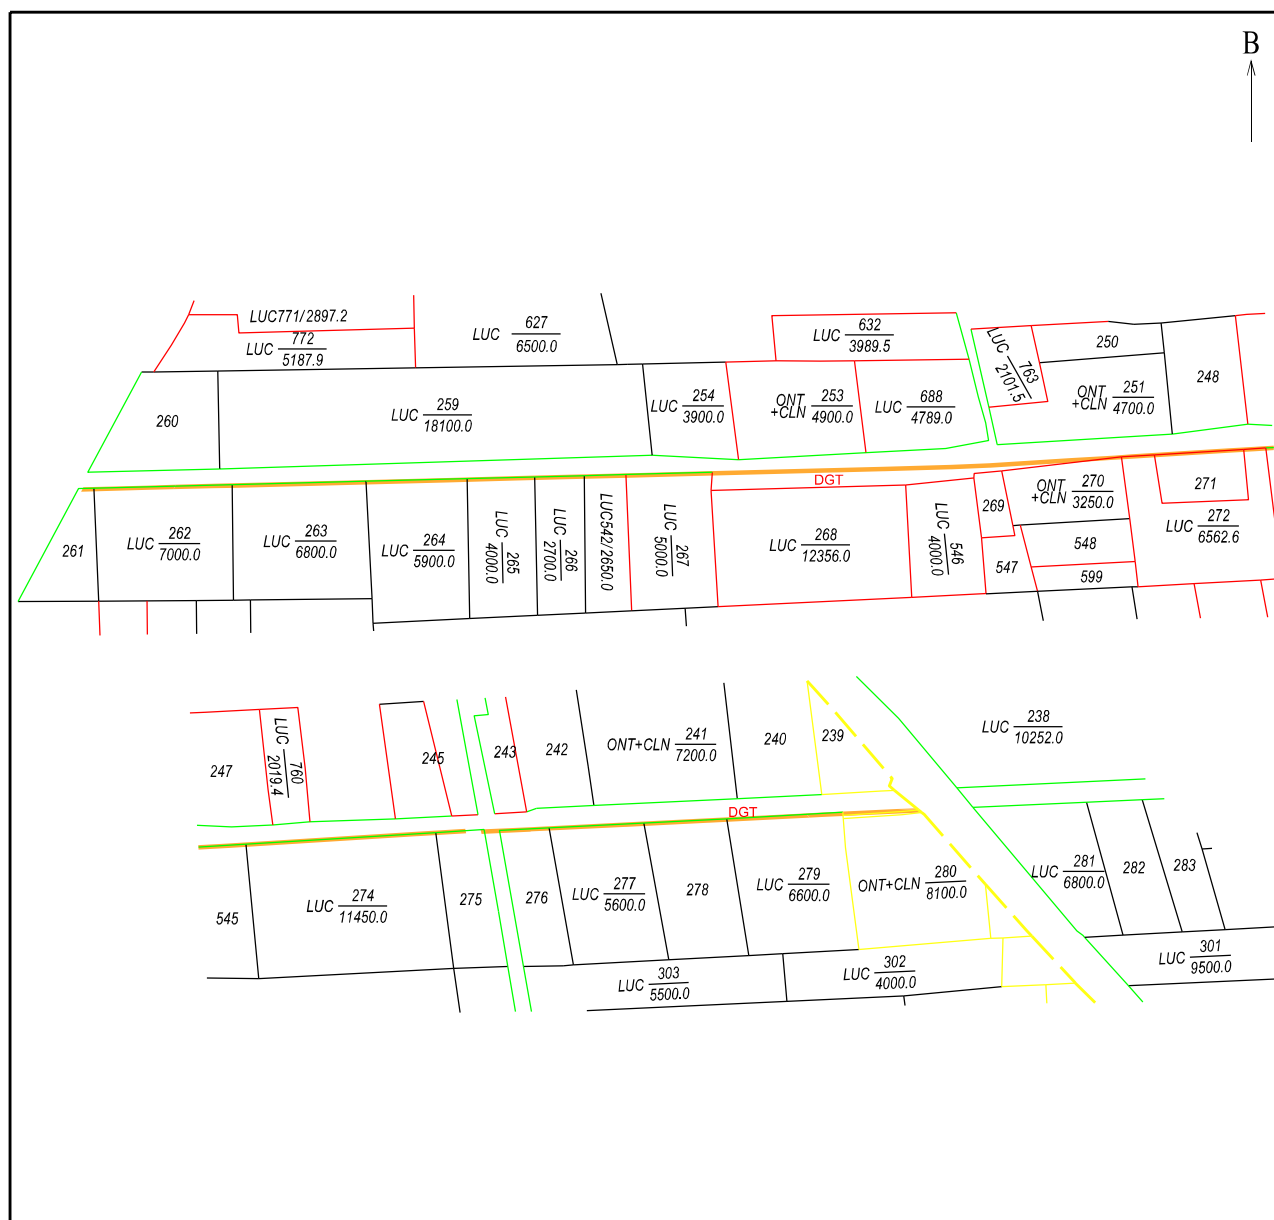 B
LUC771/2897.2
LUC 772
5187.9
LUC 627
6500.0
LUC 632
3989.5
LUC 763
2101.5
250
248
260
LUC 259
18100.0
LUC 254
3900.0
ONT
+CLN 253
4900.0
LUC 688
4789.0
ONT
+CLN 251
4700.0
DGT
261
LUC 262
7000.0
LUC 263
6800.0
LUC 264
5900.0
LUC 265
4000.0
LUC 266
2700.0
LUC542/2650.0
LUC 267
5000.0
LUC 268
12356.0
LUC 546
4000.0
269
547
ONT
+CLN 270
3250.0
548
599
271
LUC 272
6562.6
247
LUC 760
2019.4
245
243
242
ONT+CLN 241
7200.0
240
239
LUC 238
10252.0
DGT
545
LUC 274
11450.0
275
276
LUC 277
5600.0
278
LUC 279
6600.0
ONT+CLN 280
8100.0
LUC 281
6800.0
282
283
LUC 303
5500.0
LUC 302
4000.0
LUC 301
9500.0